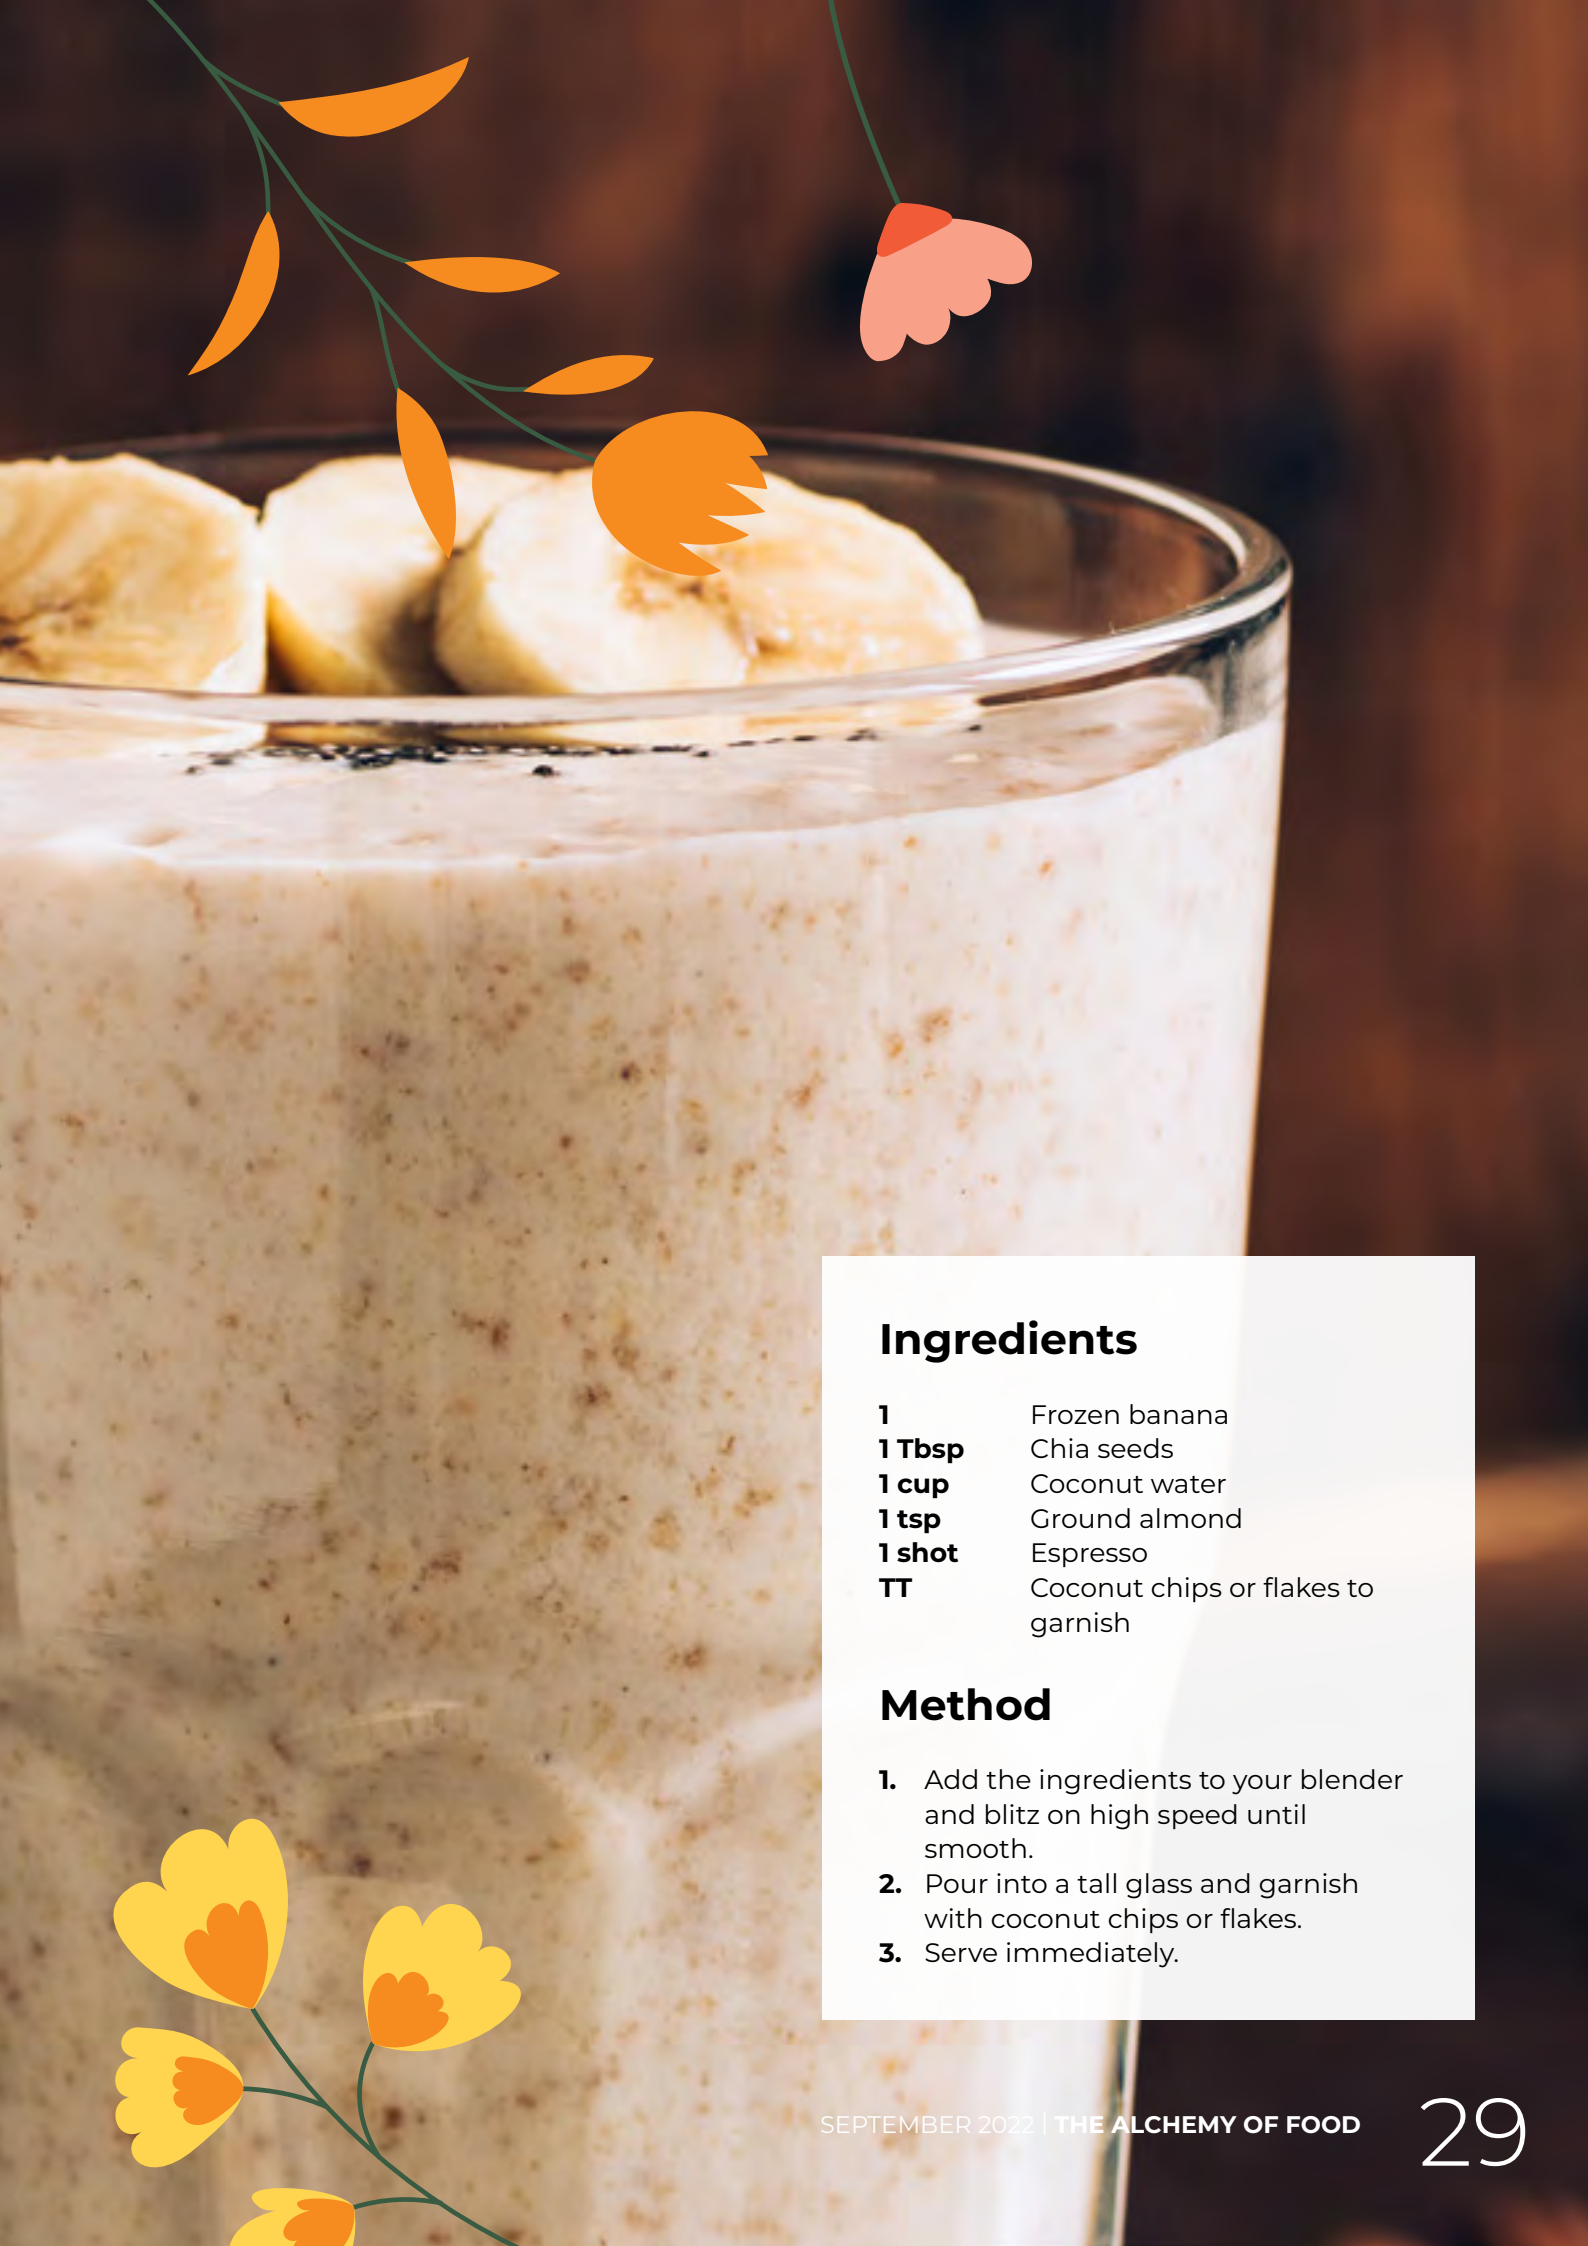 Ingredients
1 Frozen banana
1 Tbsp Chia seeds
1 cup Coconut water
1 tsp Ground almond
1 shot Espresso
TT Coconut chips or flakes to
garnish
Method
1. Add the ingredients to your blender
and blitz on high speed until
smooth.
2. Pour into a tall glass and garnish
with coconut chips or flakes.
3. Serve immediately.
SEPTEMBER 2022 | THE ALCHEMY OF FOOD 29